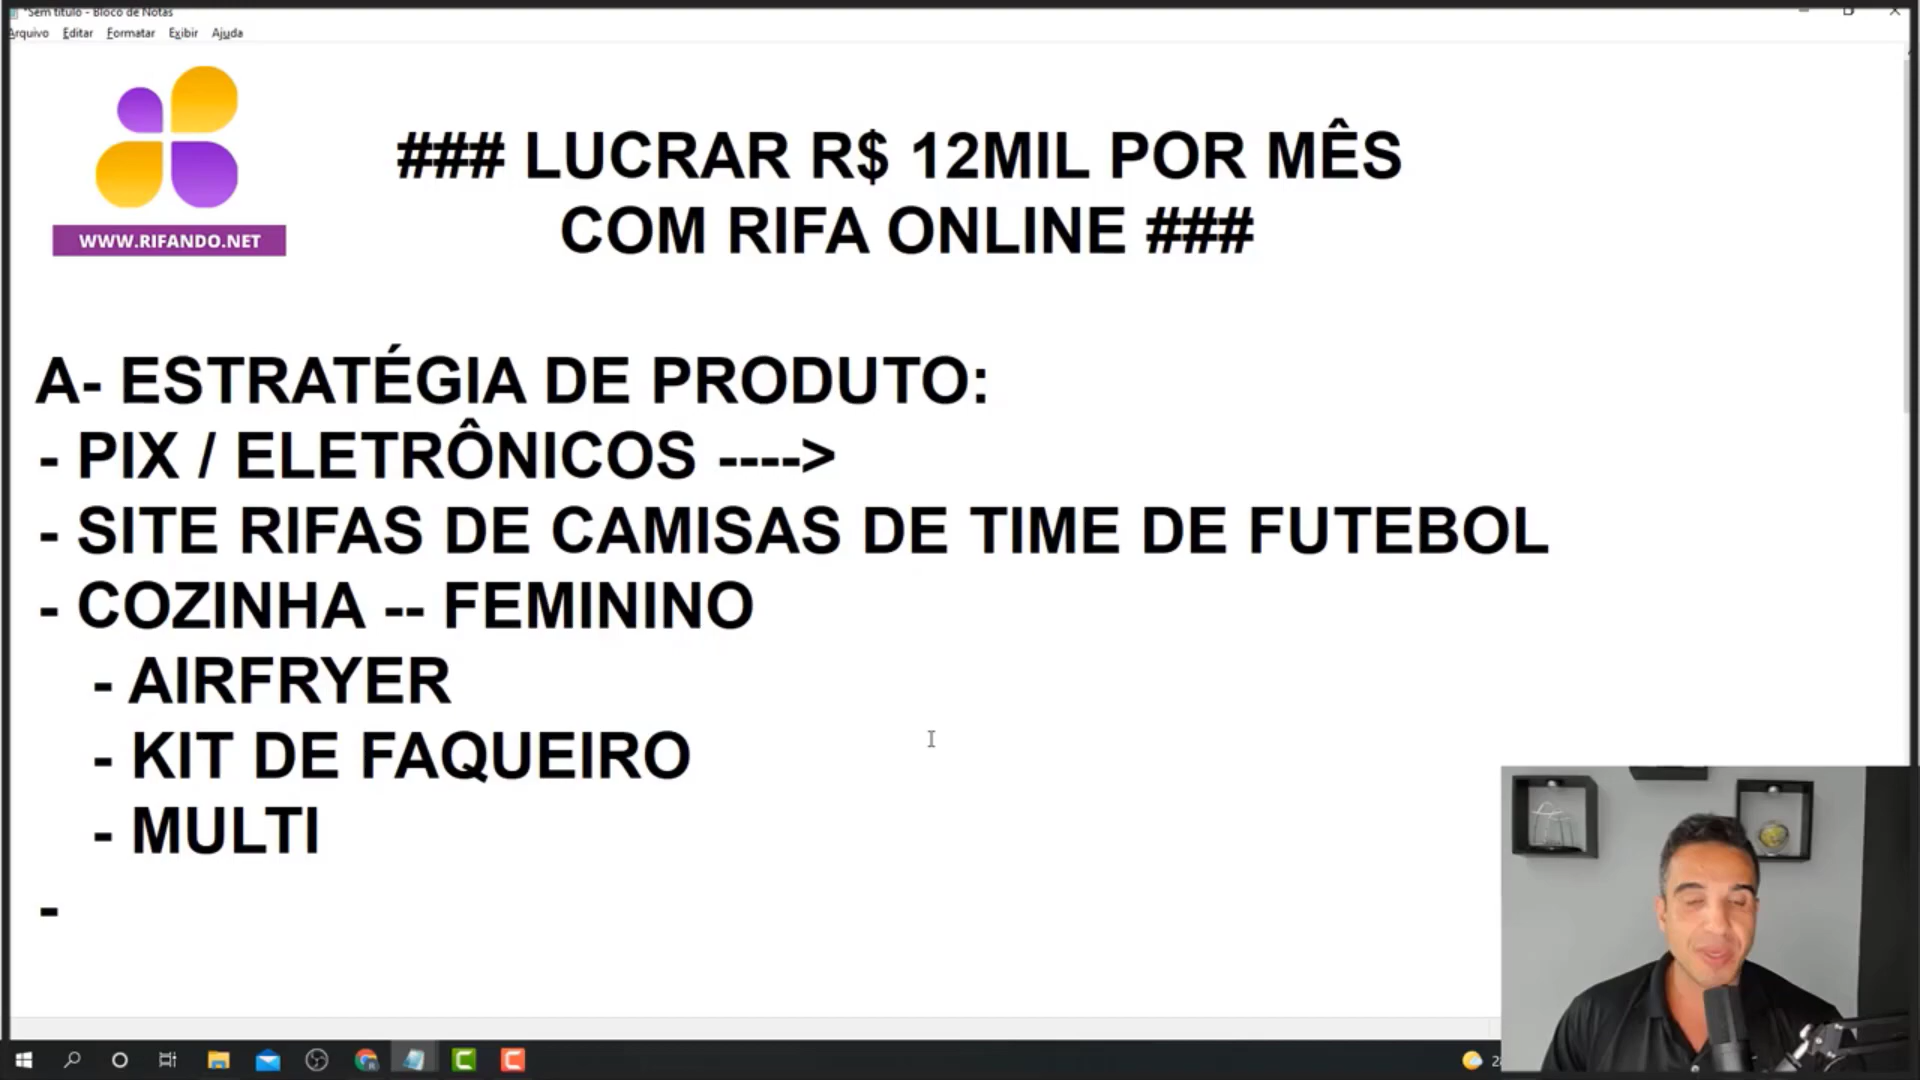 *Sem título - Bloco de Notas
Arquivo Editar Formatar Exibir Ajuda
WWW.RIFANDO.NET
### LUCRAR R$ 12MIL POR MÊS
COM RIFA ONLINE ###
A- ESTRATÉGIA DE PRODUTO:
- PIX / ELETRÔNICOS ---->
- SITE RIFAS DE CAMISAS DE TIME DE FUTEBOL
- COZINHA -- FEMININO
- AIRFRYER
- KIT DE FAQUEIRO
- MULTI
-